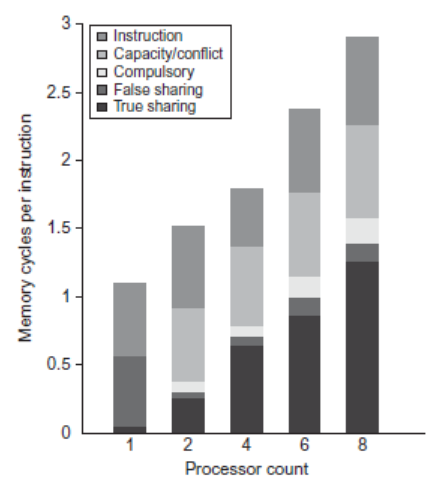 3
Instruction
Capacity/conflict
Compulsory
False sharing
True sharing
2.5
2
1.5
1
0.5
0
Memory cycles per instruction
1 2 4 6 8
Processor count